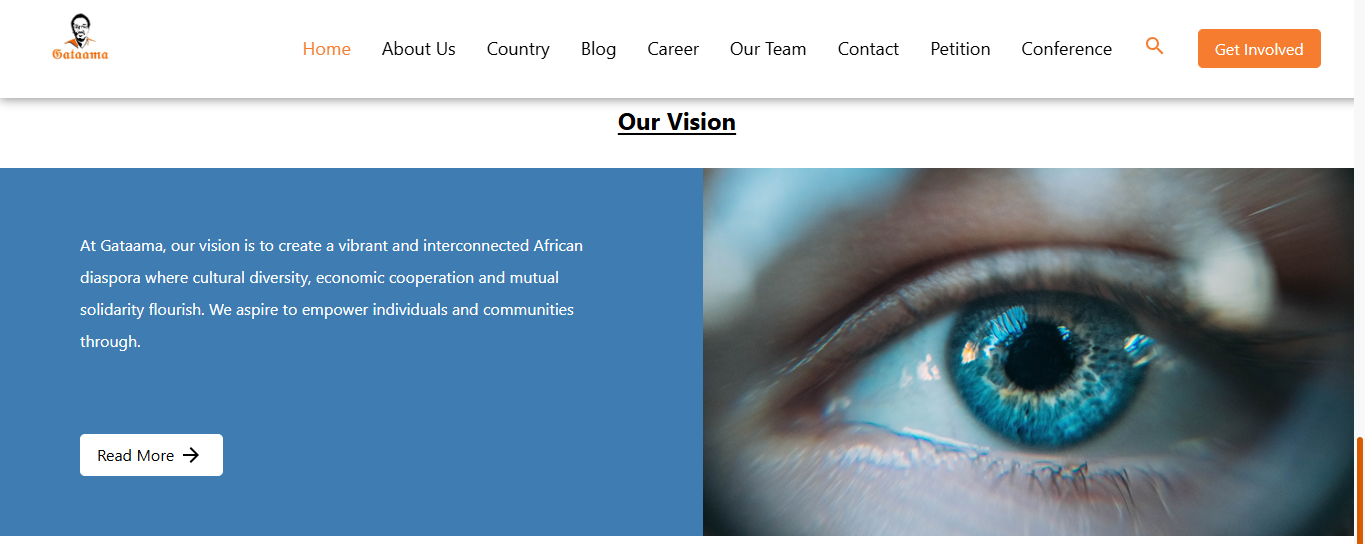 Gataama
Home About Us Country Blog Career Our Team Contact Petition Conference Get Involved
Our Vision
At Gataama, our vision is to create a vibrant and interconnected African
diaspora where cultural diversity, economic cooperation and mutual
solidarity flourish. We aspire to empower individuals and communities
through.
Read More